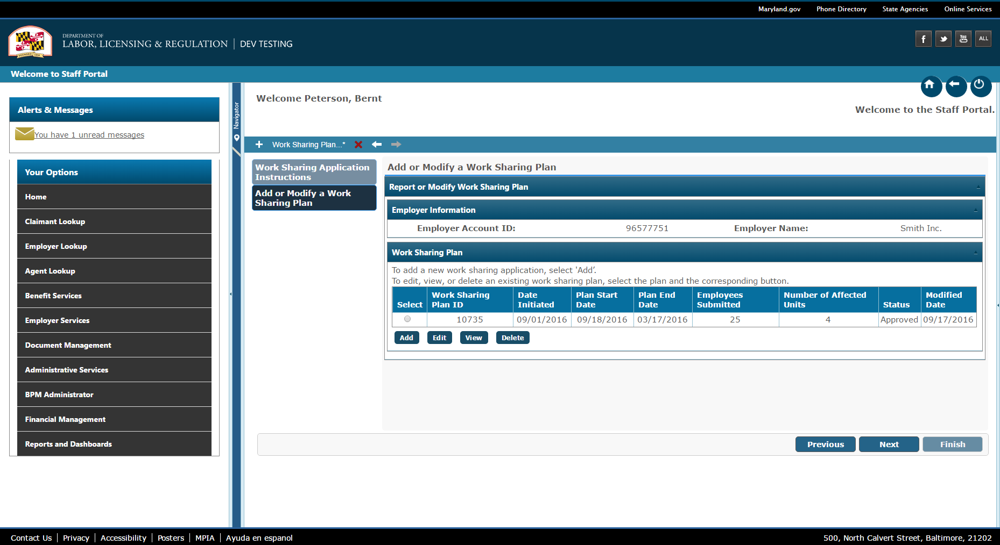 Maryland.gov Phone Directory State Agencies Online Services
DEPARTMENT OF
LABOR, LICENSING & REGULATION | DEV TESTING
f You Tube ALL
Welcome to Staff Portal
Alerts & Messages
You have 1 unread messages
Your Options
Home
Claimant Lookup
Employer Lookup
Agent Lookup
Benefit Services
Employer Services
Document Management
Administrative Services
BPM Administrator
Financial Management
Reports and Dashboards
Navigator
Welcome Peterson, Bernt
Welcome to the Staff Portal.
Work Sharing Plan...*
Work Sharing Application
Instructions
Add or Modify a Work
Sharing Plan
Add or Modify a Work Sharing Plan
Report or Modify Work Sharing Plan
Employer Information
Employer Account ID: 96577751 Employer Name: Smith Inc.
Work Sharing Plan
To add a new work sharing application, select 'Add’.
To edit, view, or delete an existing work sharing plan, select the plan and the corresponding button.
Select Work Sharing Plan ID Date Initiated Plan Start Date Plan End Date Employees Submitted Number of Affected Units Status Modified Date
10735 09/01/2016 09/18/2016 03/17/2016 25 4 Approved 09/17/2016
Add Edit View Delete
Previous Next Finish
Contact Us | Privacy | Accessibility | Posters | MPIA | Ayuda en espanol
500, North Calvert Street, Baltimore, 21202